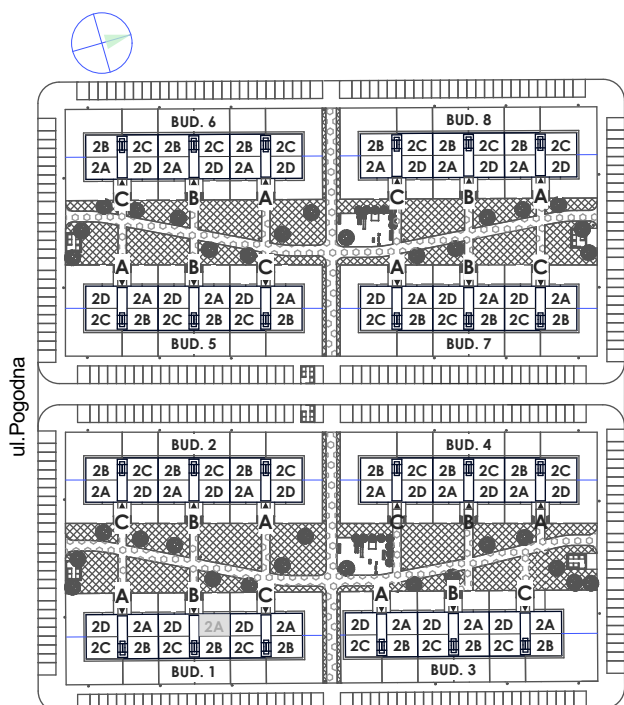 BUD. 6 BUD. 8
2B 2C 2B 2C 2B 2C 2B 2C 2B 2C 2B 2C
2A 2D 2A 2D 2A 2D 2A 2D 2A 2D 2A 2D
C B A C B A
A B C A B C
2D 2A 2D 2A 2D 2A 2D 2A 2D 2A 2D 2A
2C 2B 2C 2B 2C 2B 2C 2B 2C 2B 2C 2B
BUD. 5 BUD. 7
ul.Pogodna
BUD. 2 BUD. 4
2B 2C 2B 2C 2B 2C 2B 2C 2B 2C 2B 2C
2A 2D 2A 2D 2A 2D 2A 2D 2A 2D 2A 2D
C B A C B A
A B C A B C
2D 2A 2D 2A 2D 2A 2D 2A 2D 2A 2D 2A
2C 2B 2C 2B 2C 2B 2C 2B 2C 2B 2C 2B
BUD. 1 BUD. 3